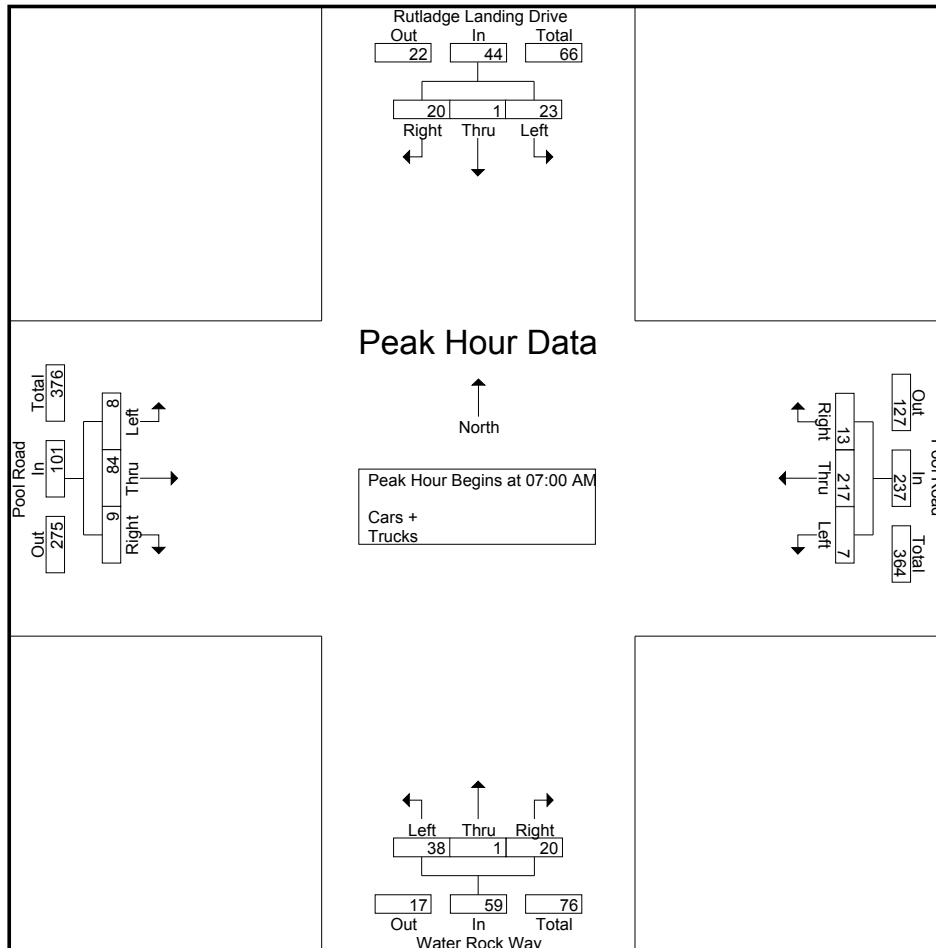 Rutladge Landing Drive
Out In Total
22 44 66
20 1 23
Right Thru Left
Peak Hour Data
North
Peak Hour Begins at 07:00 AM
Cars +
Trucks
Pool Road
Total In Out
376 101 275
8 84 9
Left Thru Right
Right Thru Left
13 217 7
Out In Total
127 237 364
Pool Road
Left Thru Right
38 1 20
17 59 76
Out In Total
Water Rock Way